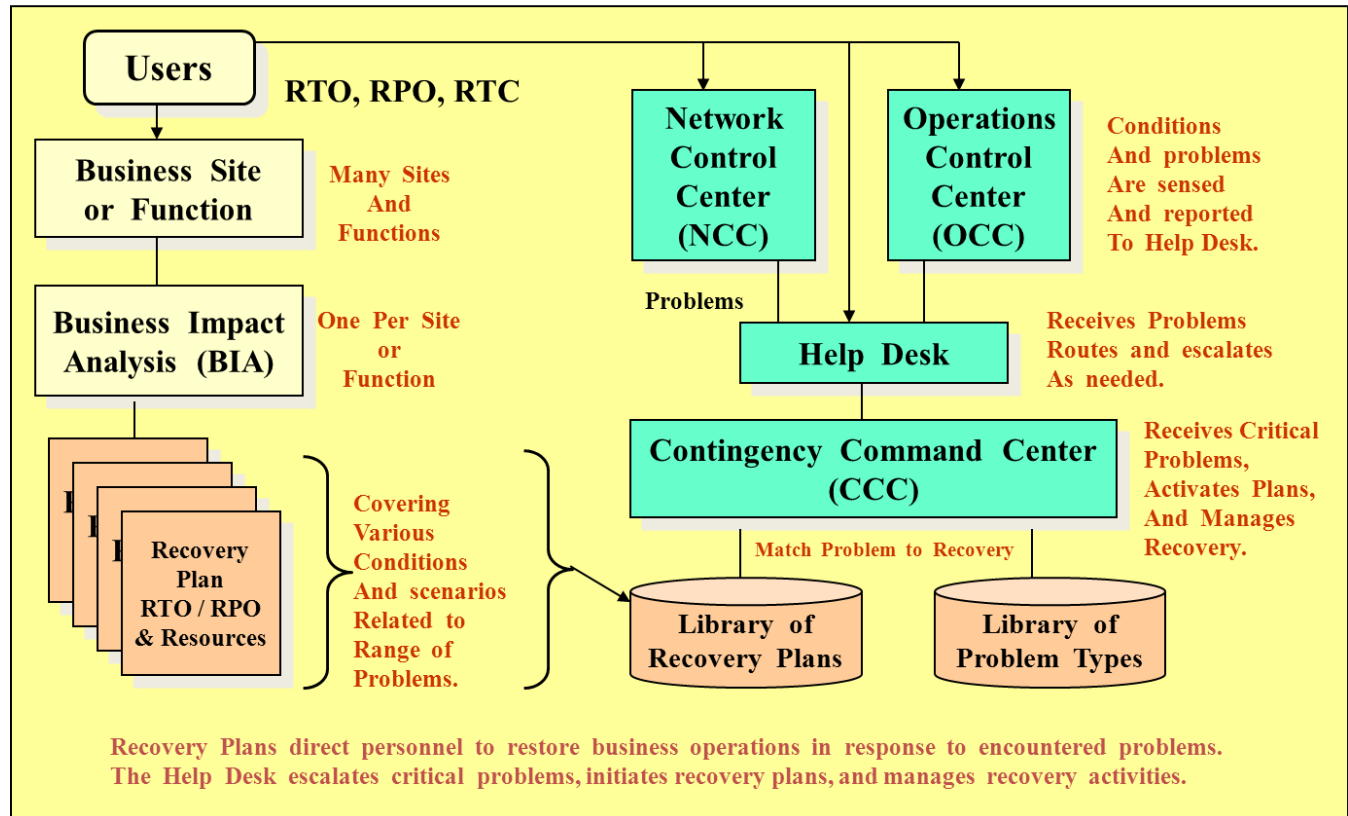 Users
RTO, RPO, RTC
Business Site
or Function
Many Sites
And
Functions
Business Impact
Analysis (BIA)
One Per Site
or
Function
Recovery
Plan
RTO / RPO
& Resources
Covering
Various
Conditions
And scenarios
Related to
Range of
Problems.
Network
Control
Center
(NCC)
Operations
Control
Center
(OCC)
Conditions
And problems
Are sensed
And reported
To Help Desk.
Problems
Help Desk
Receives Problems
Routes and escalates
As needed.
Contingency Command Center
(CCC)
Receives Critical
Problems,
Activates Plans,
And Manages
Recovery.
Match Problem to Recovery
Library of
Recovery Plans
Library of
Problem Types
Recovery Plans direct personnel to restore business operations in response to encountered problems.
The Help Desk escalates critical problems, initiates recovery plans, and manages recovery activities.